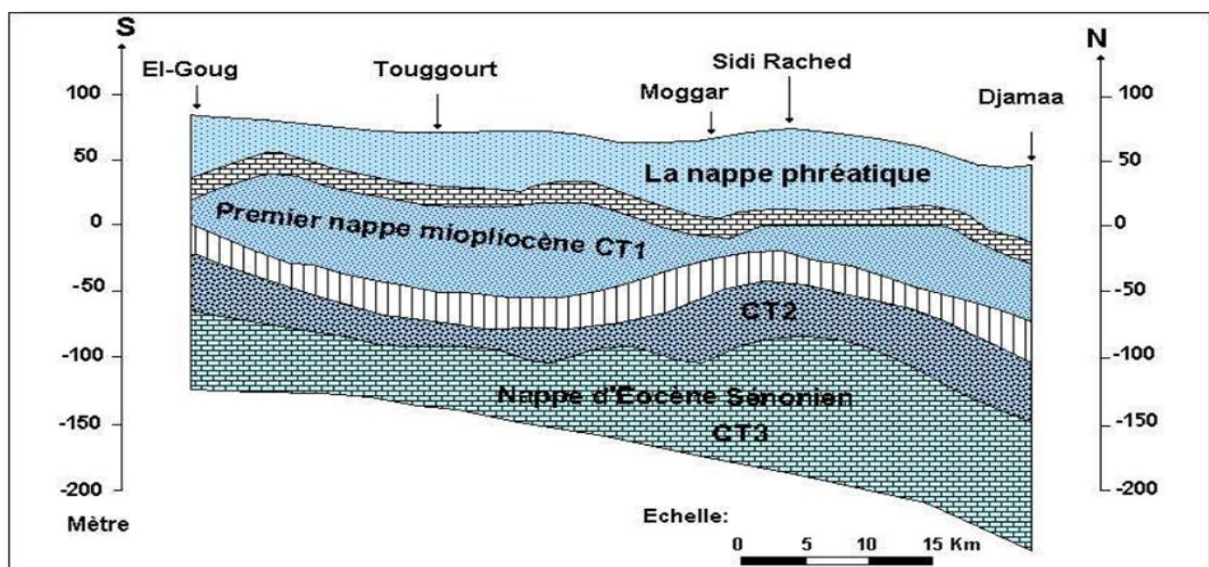 S
N
El-Goug
Touggourt
Moggar
Sidi Rached
Djamaa
100
50
0
-50
-100
-150
-200
Mètre
100
50
0
-50
-100
-150
-200
La nappe phréatique
Premier nappe miopliocène CT1
CT2
Nappe d'Eocène Sénonien
CT3
Echelle:
0 5 10 15 Km